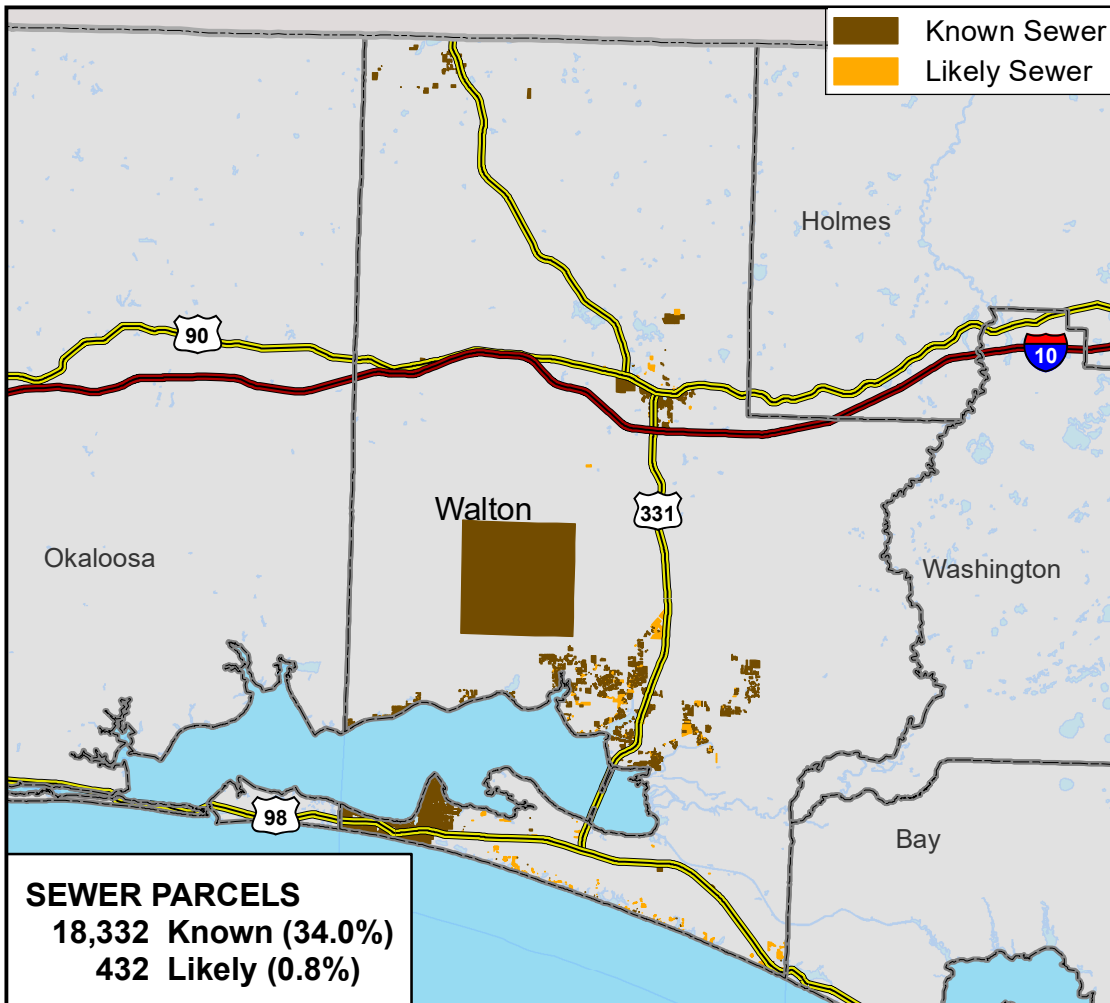 Known Sewer
Likely Sewer
Holmes
90
10
Walton
331
Okaloosa
Washington
98
Bay
SEWER PARCELS
18,332 Known (34.0%)
432 Likely (0.8%)